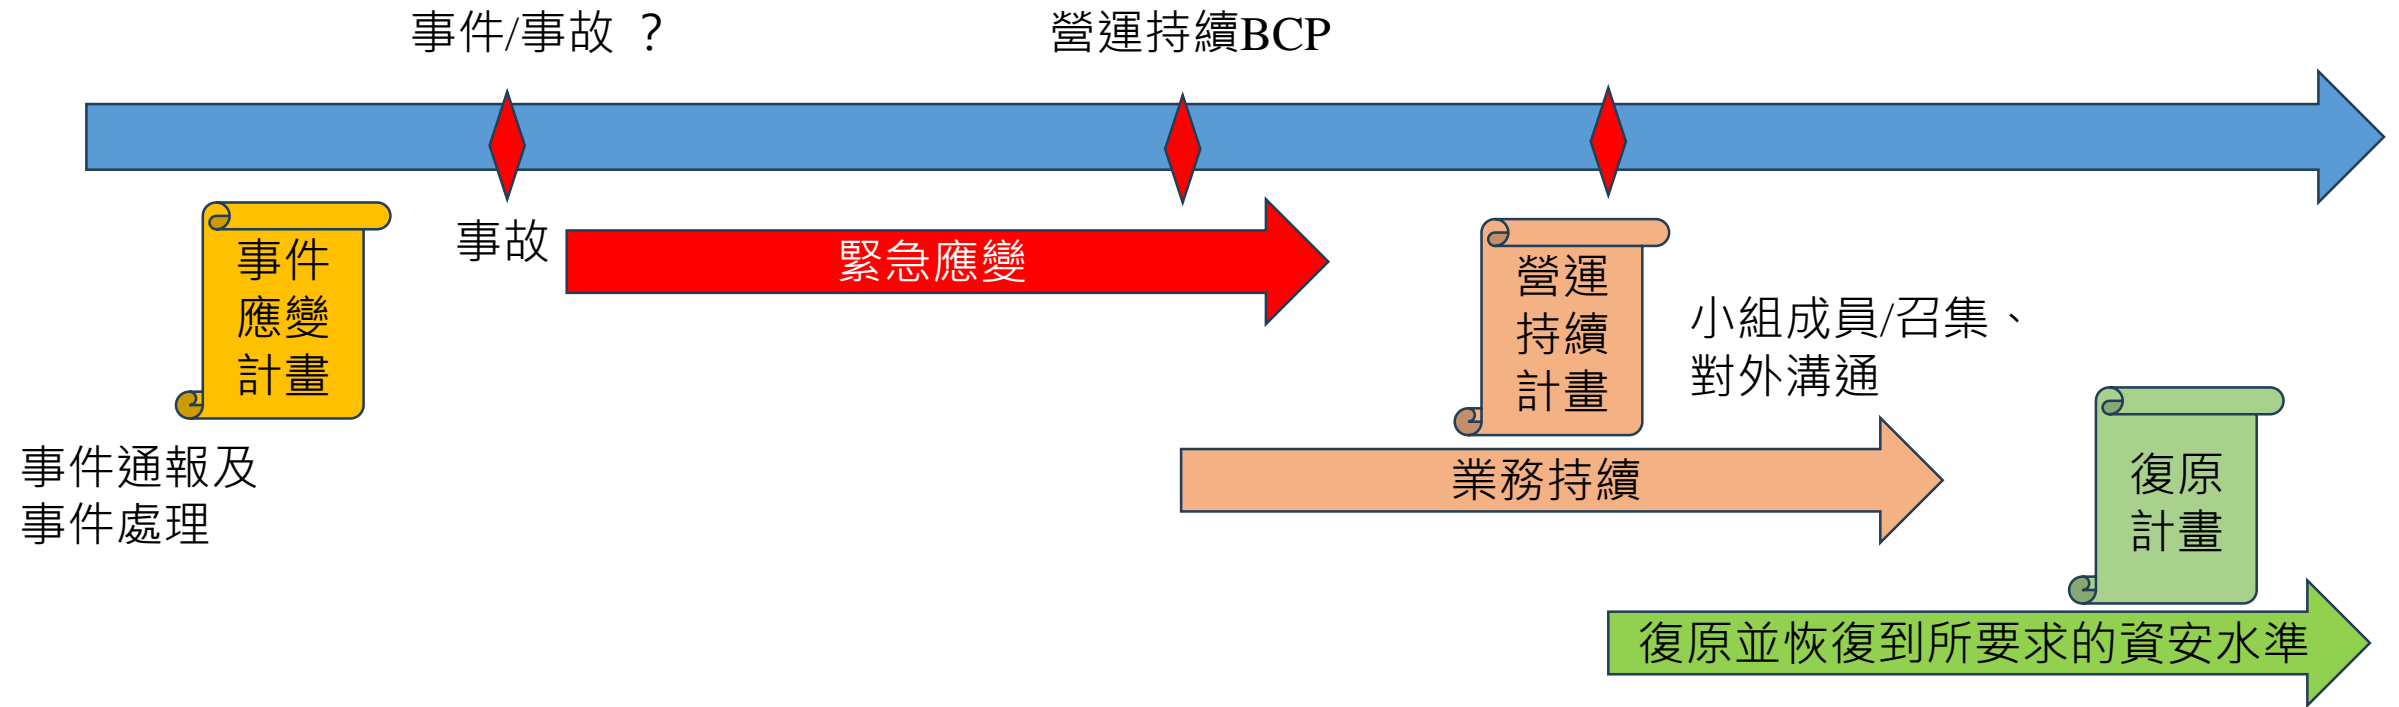 事件/事故 ？
營運持續BCP
事故
緊急應變
事件
應變
計畫
事件通報及
事件處理
營運
持續
計畫
小組成員/召集、
對外溝通
業務持續
復原
計畫
復原並恢復到所要求的資安水準